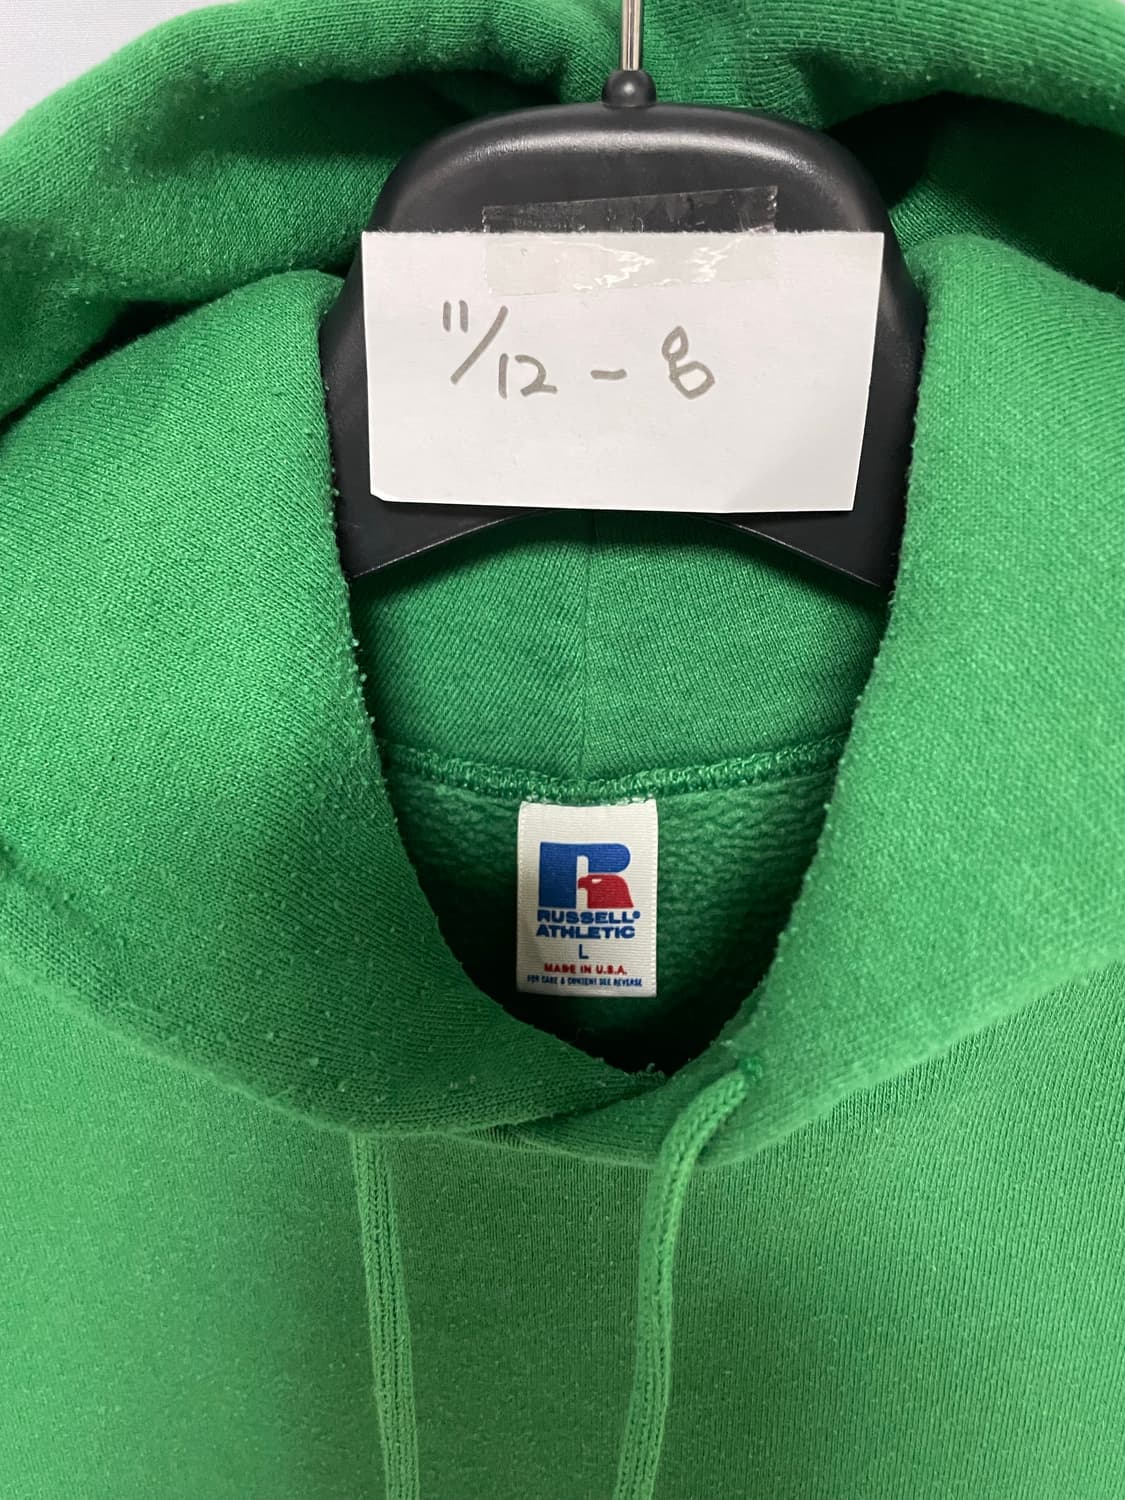 11/12-8
RUSSELL®
ATHLETIC
L
MADE IN U.S.A.
FOR CARE & CONTENT SEE REVERSE